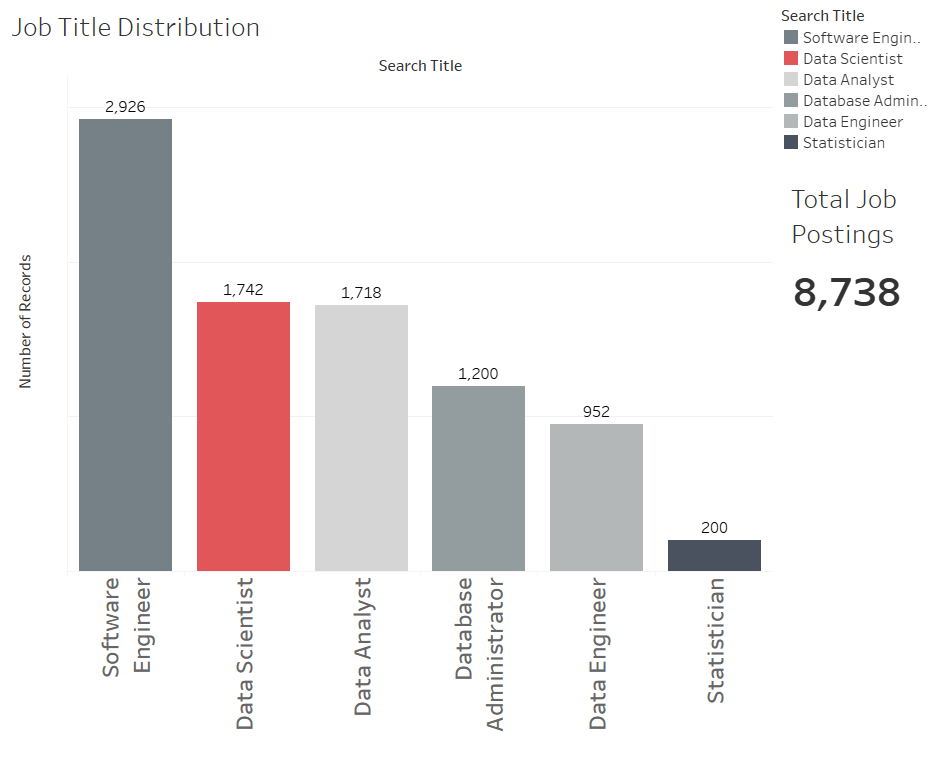 Job Title Distribution
Search Title
Number of Records
2,926
1,742
1,718
1,200
952
200
Software
Engineer
Data Scientist
Data Analyst
Database
Administrator
Data Engineer
Statistician
Search Title
Software Engin..
Data Scientist
Data Analyst
Database Admin..
Data Engineer
Statistician
Total Job
Postings
8,738